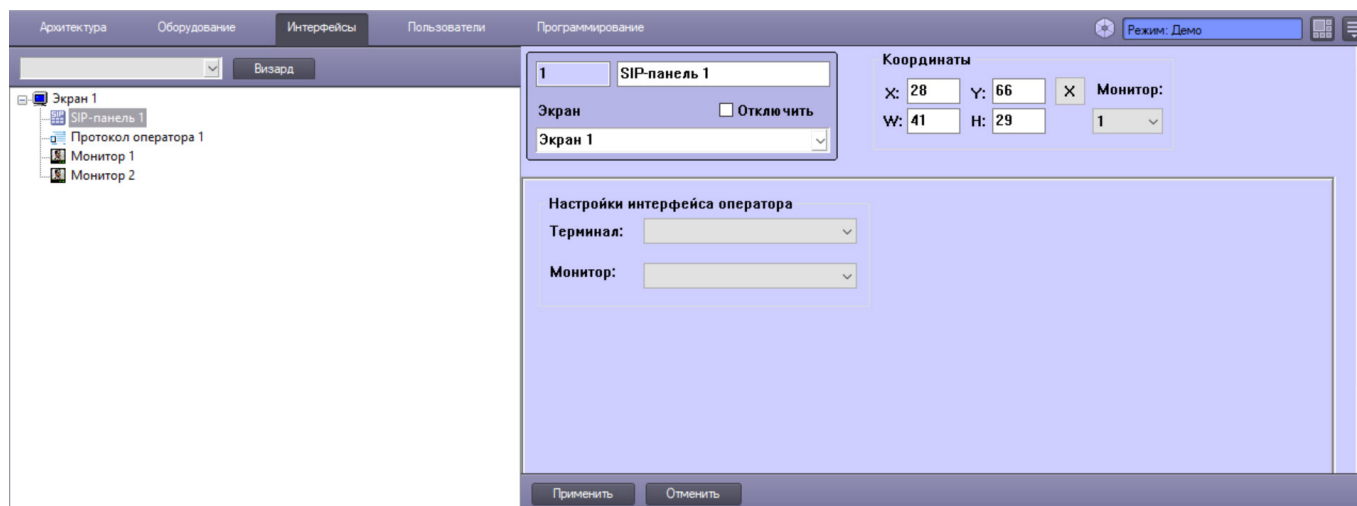 Архитектура Оборудование Интерфейсы Пользователи Программирование Режим: Демо
Визард
Экран 1
SIP-панель 1
Протокол оператора 1
Монитор 1
Монитор 2
1 SIP-панель 1
Экран Отключить
Экран 1
Координаты
X: 28 Y: 66 X Монитор:
W: 41 H: 29 1
Настройки интерфейса оператора
Терминал:
Монитор:
Применить Отменить